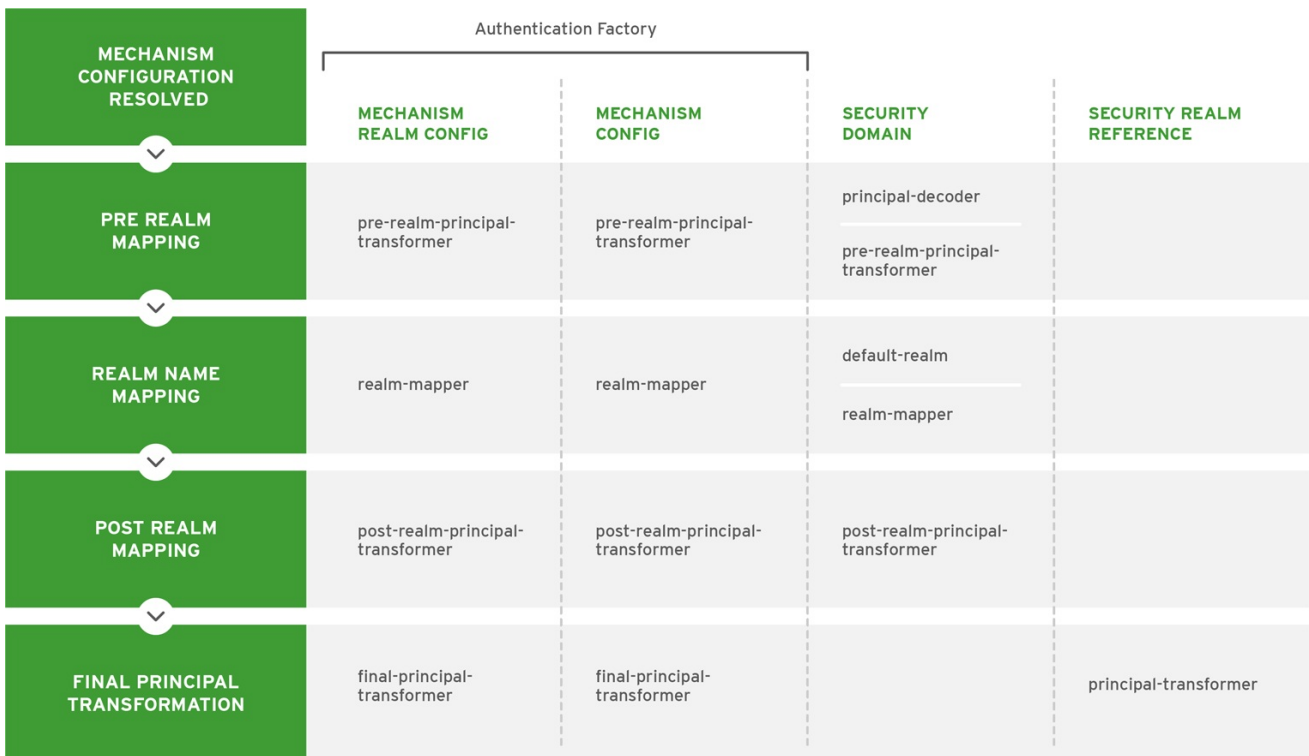 Authentication Factory
MECHANISM
CONFIGURATION
RESOLVED
MECHANISM
REALM CONFIG
MECHANISM
CONFIG
SECURITY
DOMAIN
SECURITY REALM
REFERENCE
PRE REALM
MAPPING
pre-realm-principal-
transformer
pre-realm-principal-
transformer
principal-decoder
pre-realm-principal-
transformer
REALM NAME
MAPPING
realm-mapper
realm-mapper
default-realm
realm-mapper
POST REALM
MAPPING
post-realm-principal-
transformer
post-realm-principal-
transformer
post-realm-principal-
transformer
FINAL PRINCIPAL
TRANSFORMATION
final-principal-
transformer
final-principal-
transformer
principal-transformer